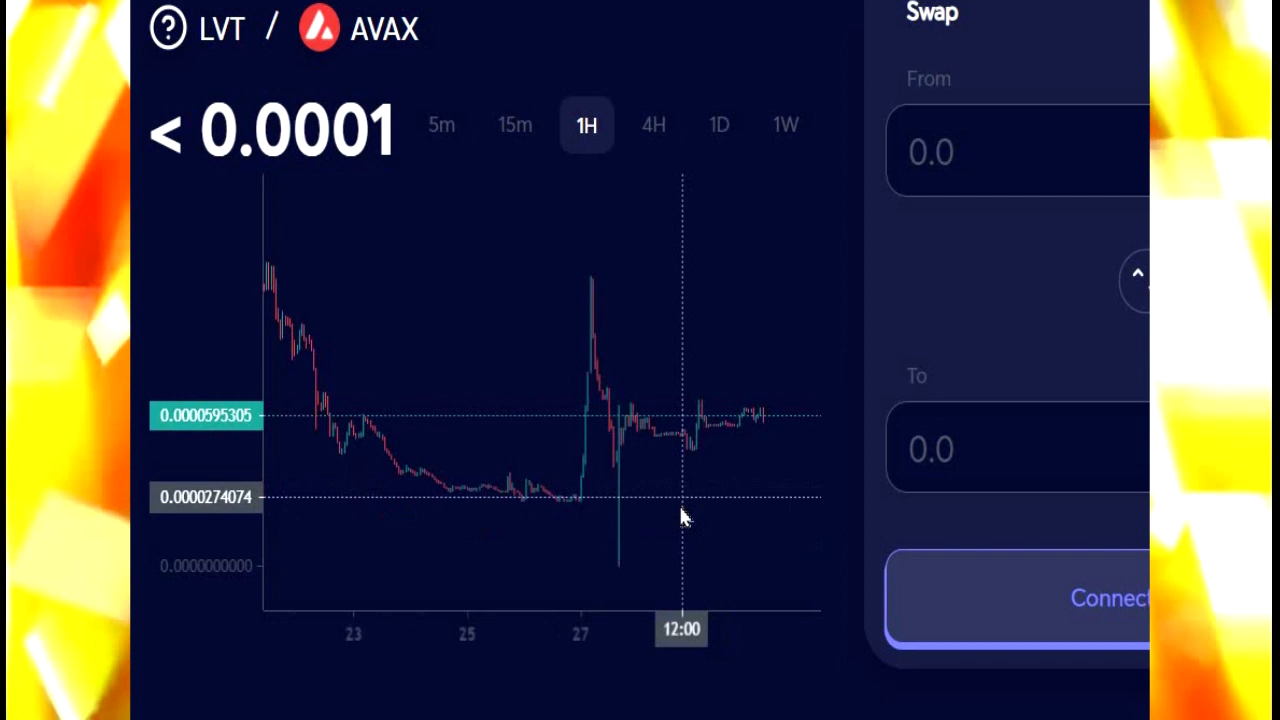 LVT / AVAX
< 0.0001
5m 15m 1H 4H 1D 1W
0.0000595305
0.0000274074
0.0000000000
23 25 27 12:00
Swap
From
0.0
To
0.0
Connect